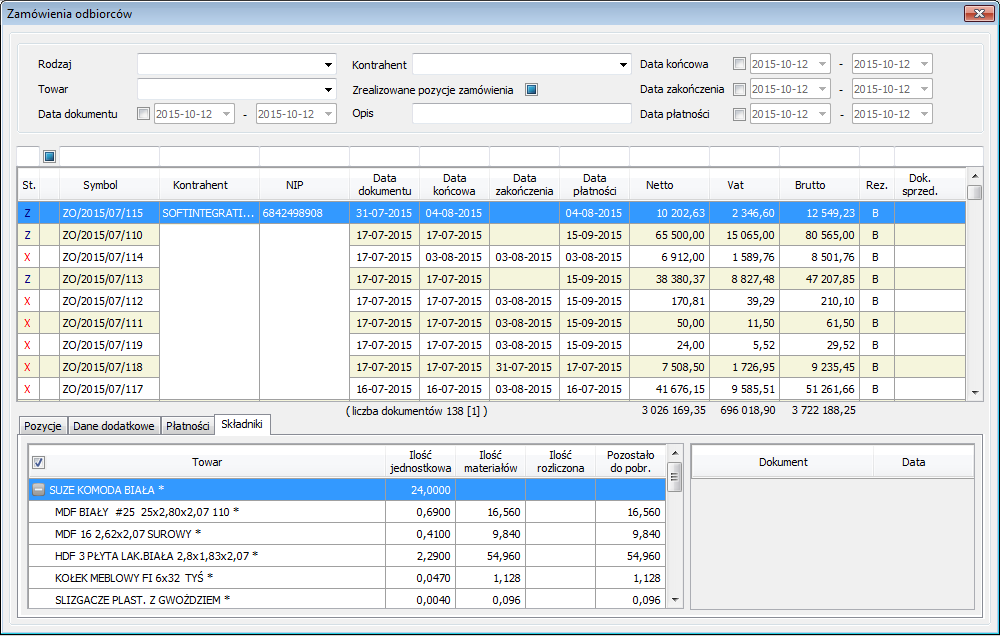 Zamówienia odbiorców
Rodzaj Kontrahent Data końcowa 2015-10-12 - 2015-10-12
Towar Zrealizowane pozycje zamówienia Data zakończenia 2015-10-12 - 2015-10-12
Data dokumentu 2015-10-12 - 2015-10-12 Opis Data płatności 2015-10-12 - 2015-10-12
St. Symbol Kontrahent NIP Data dokumentu Data końcowa Data zakończenia Data płatności Netto Vat Brutto Rez. Dok. sprzed.
Z ZO/2015/07/115 SOFTINTEGRATI... 6842498908 31-07-2015 04-08-2015 04-08-2015 10 202,63 2 346,60 12 549,23 B
Z ZO/2015/07/110 17-07-2015 17-07-2015 15-09-2015 65 500,00 15 065,00 80 565,00 B
X ZO/2015/07/114 17-07-2015 03-08-2015 03-08-2015 03-08-2015 6 912,00 1 589,76 8 501,76 B
Z ZO/2015/07/113 17-07-2015 17-07-2015 15-09-2015 38 380,37 8 827,48 47 207,85 B
X ZO/2015/07/112 17-07-2015 17-07-2015 03-08-2015 15-09-2015 170,81 39,29 210,10 B
X ZO/2015/07/111 17-07-2015 17-07-2015 03-08-2015 15-09-2015 50,00 11,50 61,50 B
X ZO/2015/07/119 17-07-2015 17-07-2015 03-08-2015 15-09-2015 24,00 5,52 29,52 B
X ZO/2015/07/118 17-07-2015 17-07-2015 31-07-2015 17-07-2015 7 508,50 1 726,95 9 235,45 B
X ZO/2015/07/117 16-07-2015 16-07-2015 03-08-2015 16-07-2015 41 676,15 9 585,51 51 261,66 B
( liczba dokumentów 138 [1] ) 3 026 169,35 696 018,90 3 722 188,25
Pozycje Dane dodatkowe Płatności Składniki
Towar Ilość jednostkowa Ilość materiałów Ilość rozliczona Pozostało do pobr. Dokument Data
SUZE KOMODA BIAŁA * 24,0000
MDF BIAŁY #25 25x2,80x2,07 110 * 0,6900 16,560 16,560
MDF 16 2,62x2,07 SUROWY * 0,4100 9,840 9,840
HDF 3 PŁYTA LAK.BIAŁA 2,8x1,83x2,07 * 2,2900 54,960 54,960
KOŁEK MEBLOWY FI 6x32 TYŚ * 0,0470 1,128 1,128
SLIZGACZE PLAST. Z GWOŹDZIEM * 0,0040 0,096 0,096